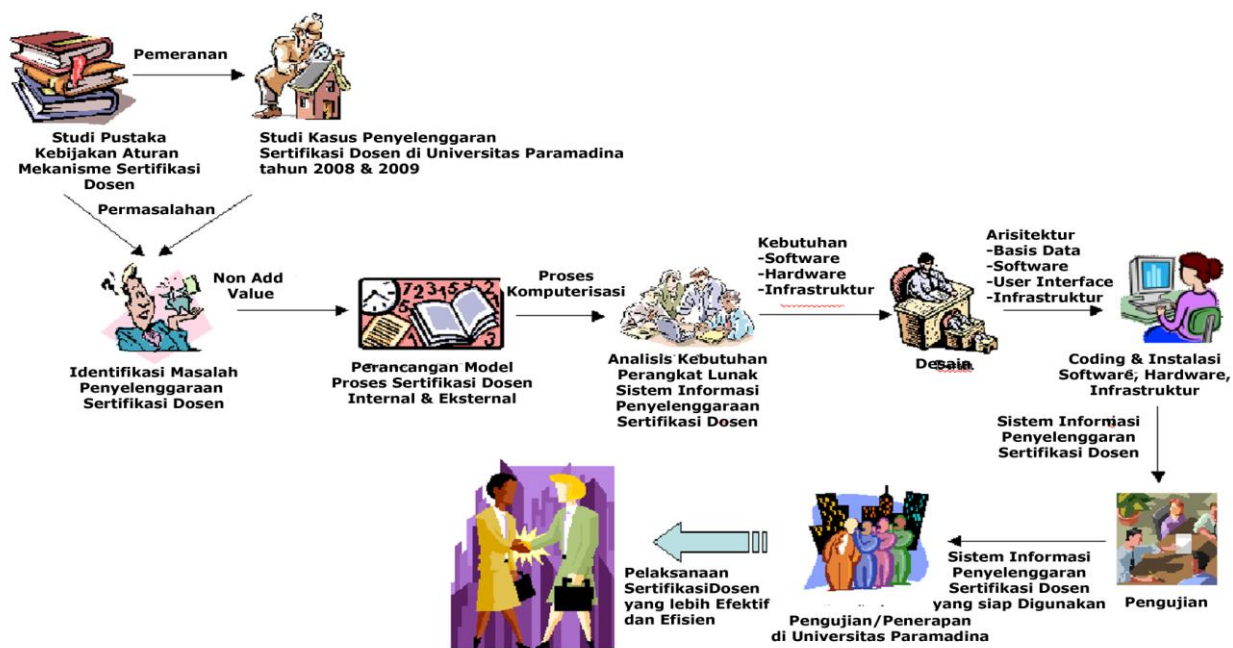 Pemeranan
Studi Pustaka
Kebijakan Aturan
Mekanisme Sertifikasi
Dosen
Studi Kasus Penyelenggaran
Sertifikasi Dosen di Universitas Paramadina
tahun 2008 & 2009
Permasalahan
Identifikasi Masalah
Penyelenggaraan
Sertifikasi Dosen
Non Add
Value
Perancangan Model
Proses Sertifikasi Dosen
Internal & Eksternal
Proses
Komputerisasi
Analisis Kebutuhan
Perangkat Lunak
Sistem Informasi
Penyelenggaraan
Sertifikasi Dosen
Kebutuhan
-Software
-Hardware
-Infrastruktur
Desain
Arisitektur
-Basis Data
-Software
-User Interface
-Infrastruktur
Coding & Instalasi
Software, Hardware,
Infrastruktur
Sistem Informasi
Penyelenggaran
Sertifikasi Dosen
Pengujian
Sistem Informasi
Penyelenggaran
Sertifikasi Dosen
yang siap Digunakan
Pengujian/Penerapan
di Universitas Paramadina
Pelaksanaan
SertifikasiDosen
yang lebih Efektif
dan Efisien